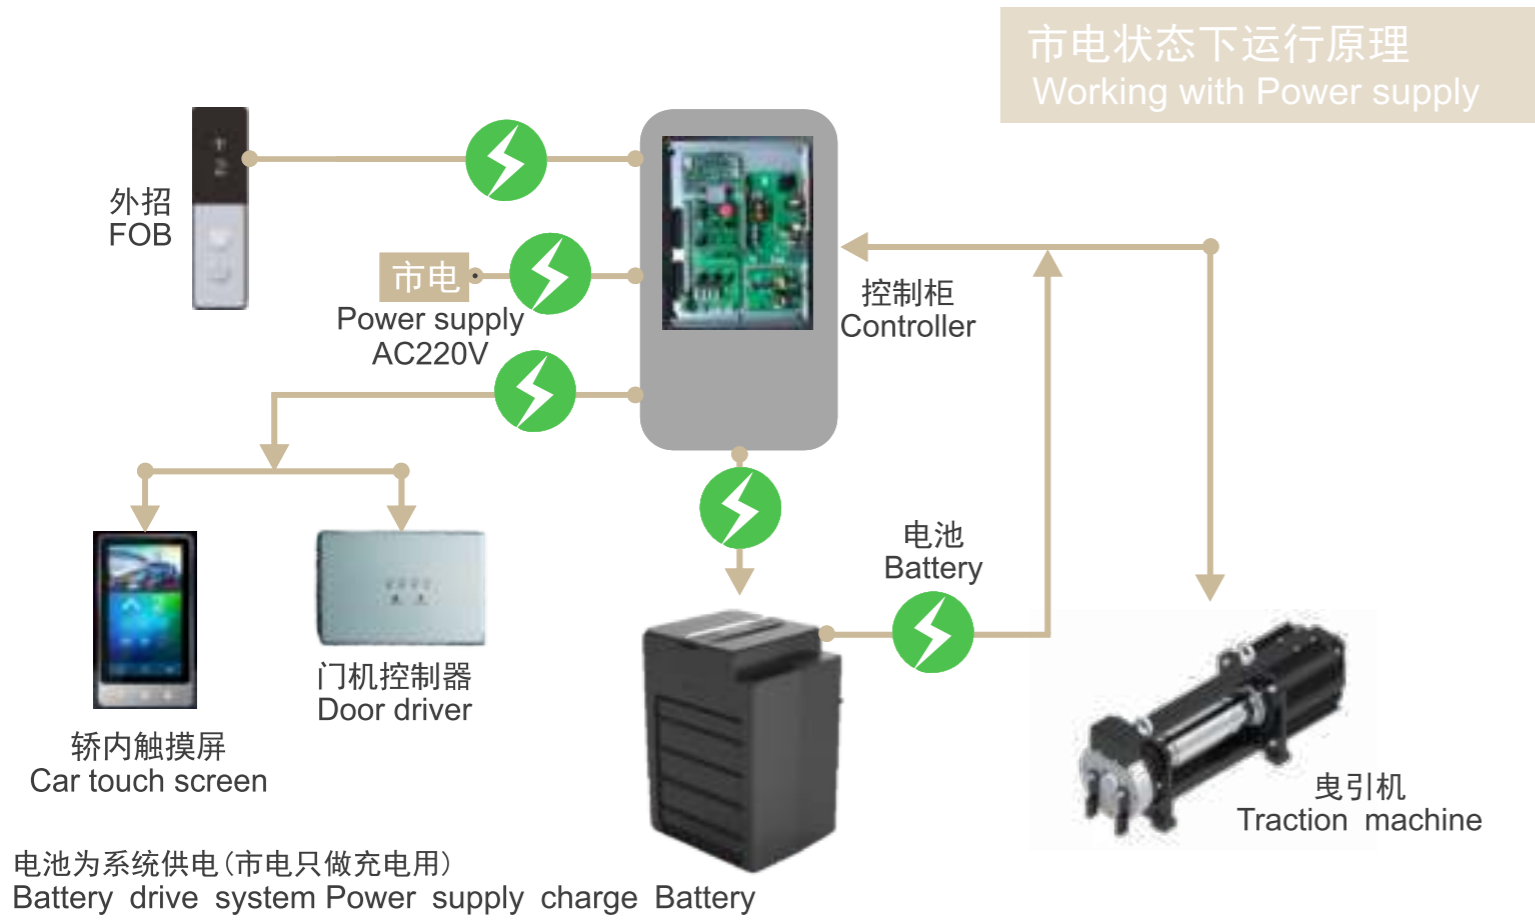 市电状态下运行原理
Working with Power supply
外招
FOB
市电
Power supply
AC220V
控制柜
Controller
电池
Battery
门机控制器
Door driver
轿内触摸屏
Car touch screen
曳引机
Traction machine
电池为系统供电(市电只做充电用)
Battery drive system Power supply charge Battery